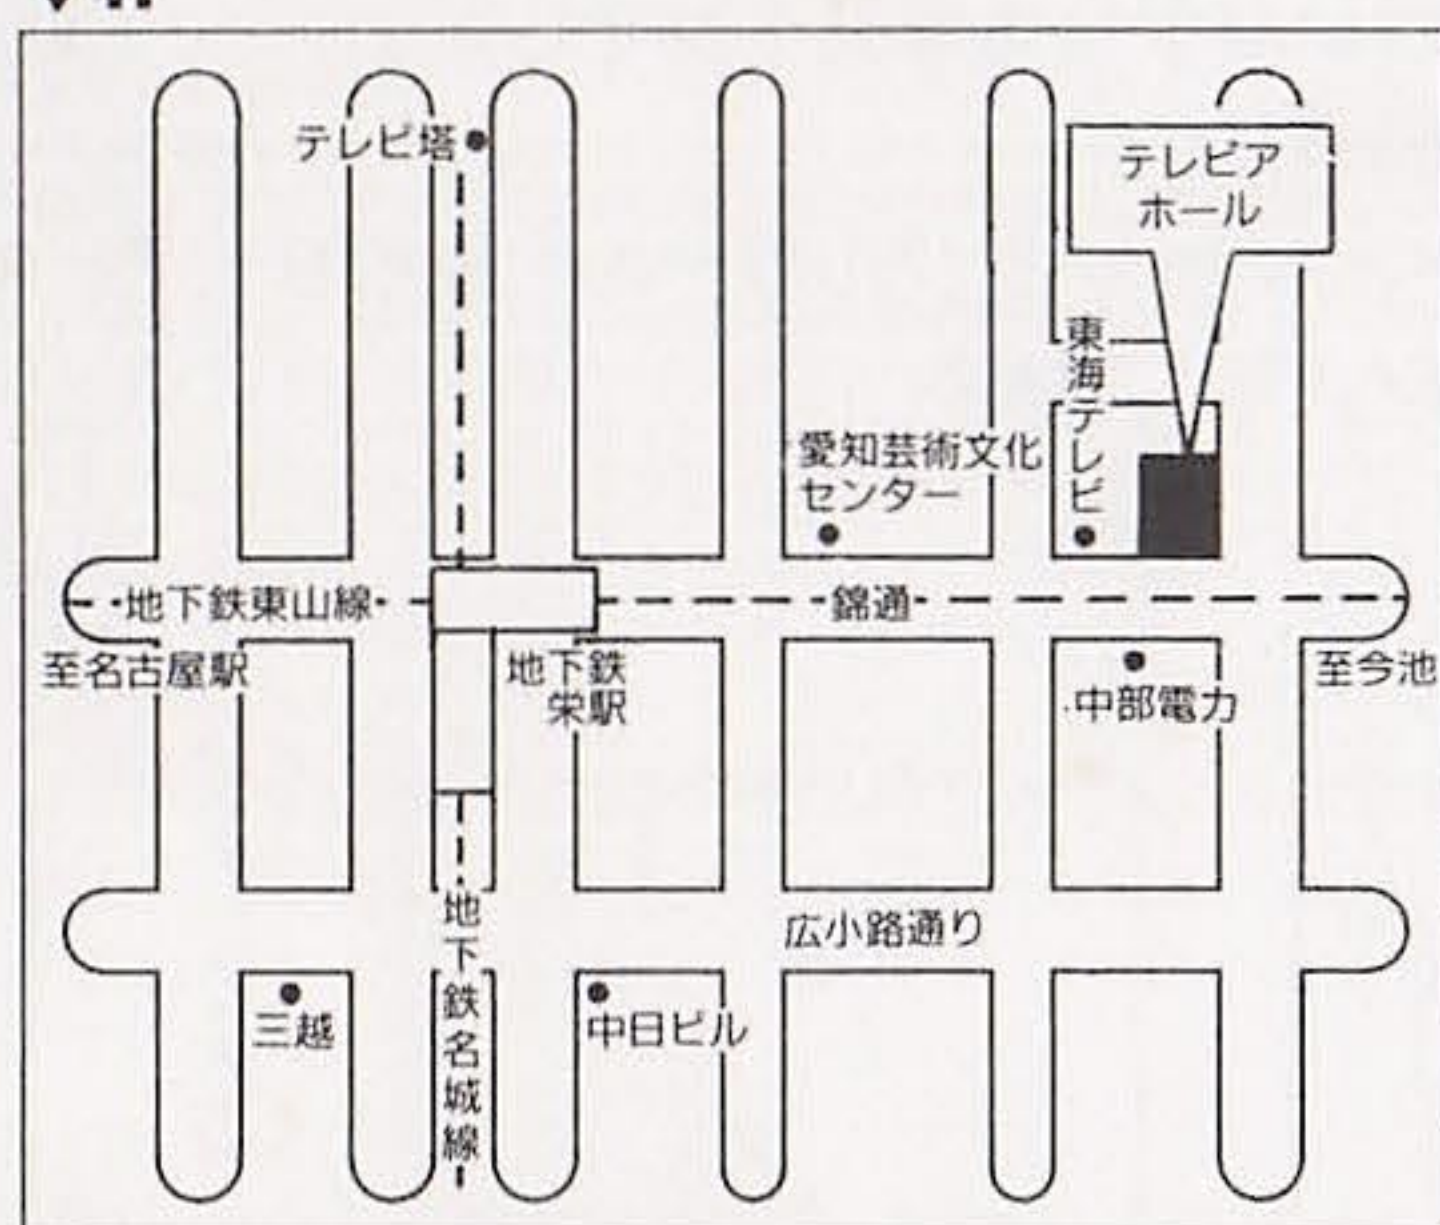 テレビ塔
テレビア
ホール
東海テレビ
愛知芸術文化
センター
地下鉄東山線
錦通
至名古屋駅
地下鉄
栄駅
至今池
中部電力
広小路通り
地下鉄名城線
三越
中日ビル